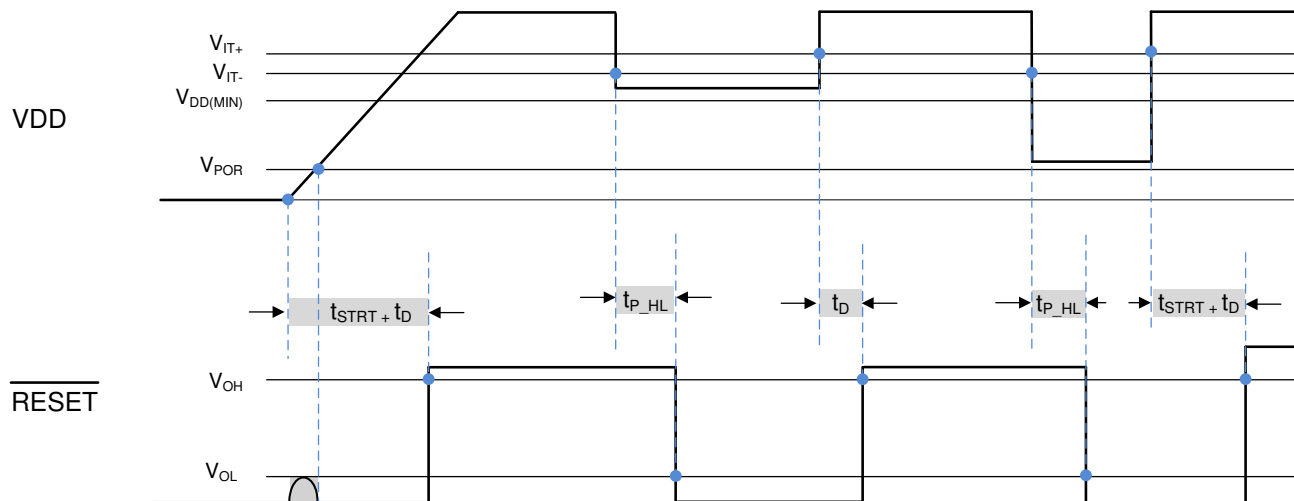 V_IT+
V_IT-
V_DD(MIN)
VDD
V_POR
t_STRT + t_D
t_P_HL
t_D
t_P_HL
t_STRT + t_D
V_OH
RESET
V_OL